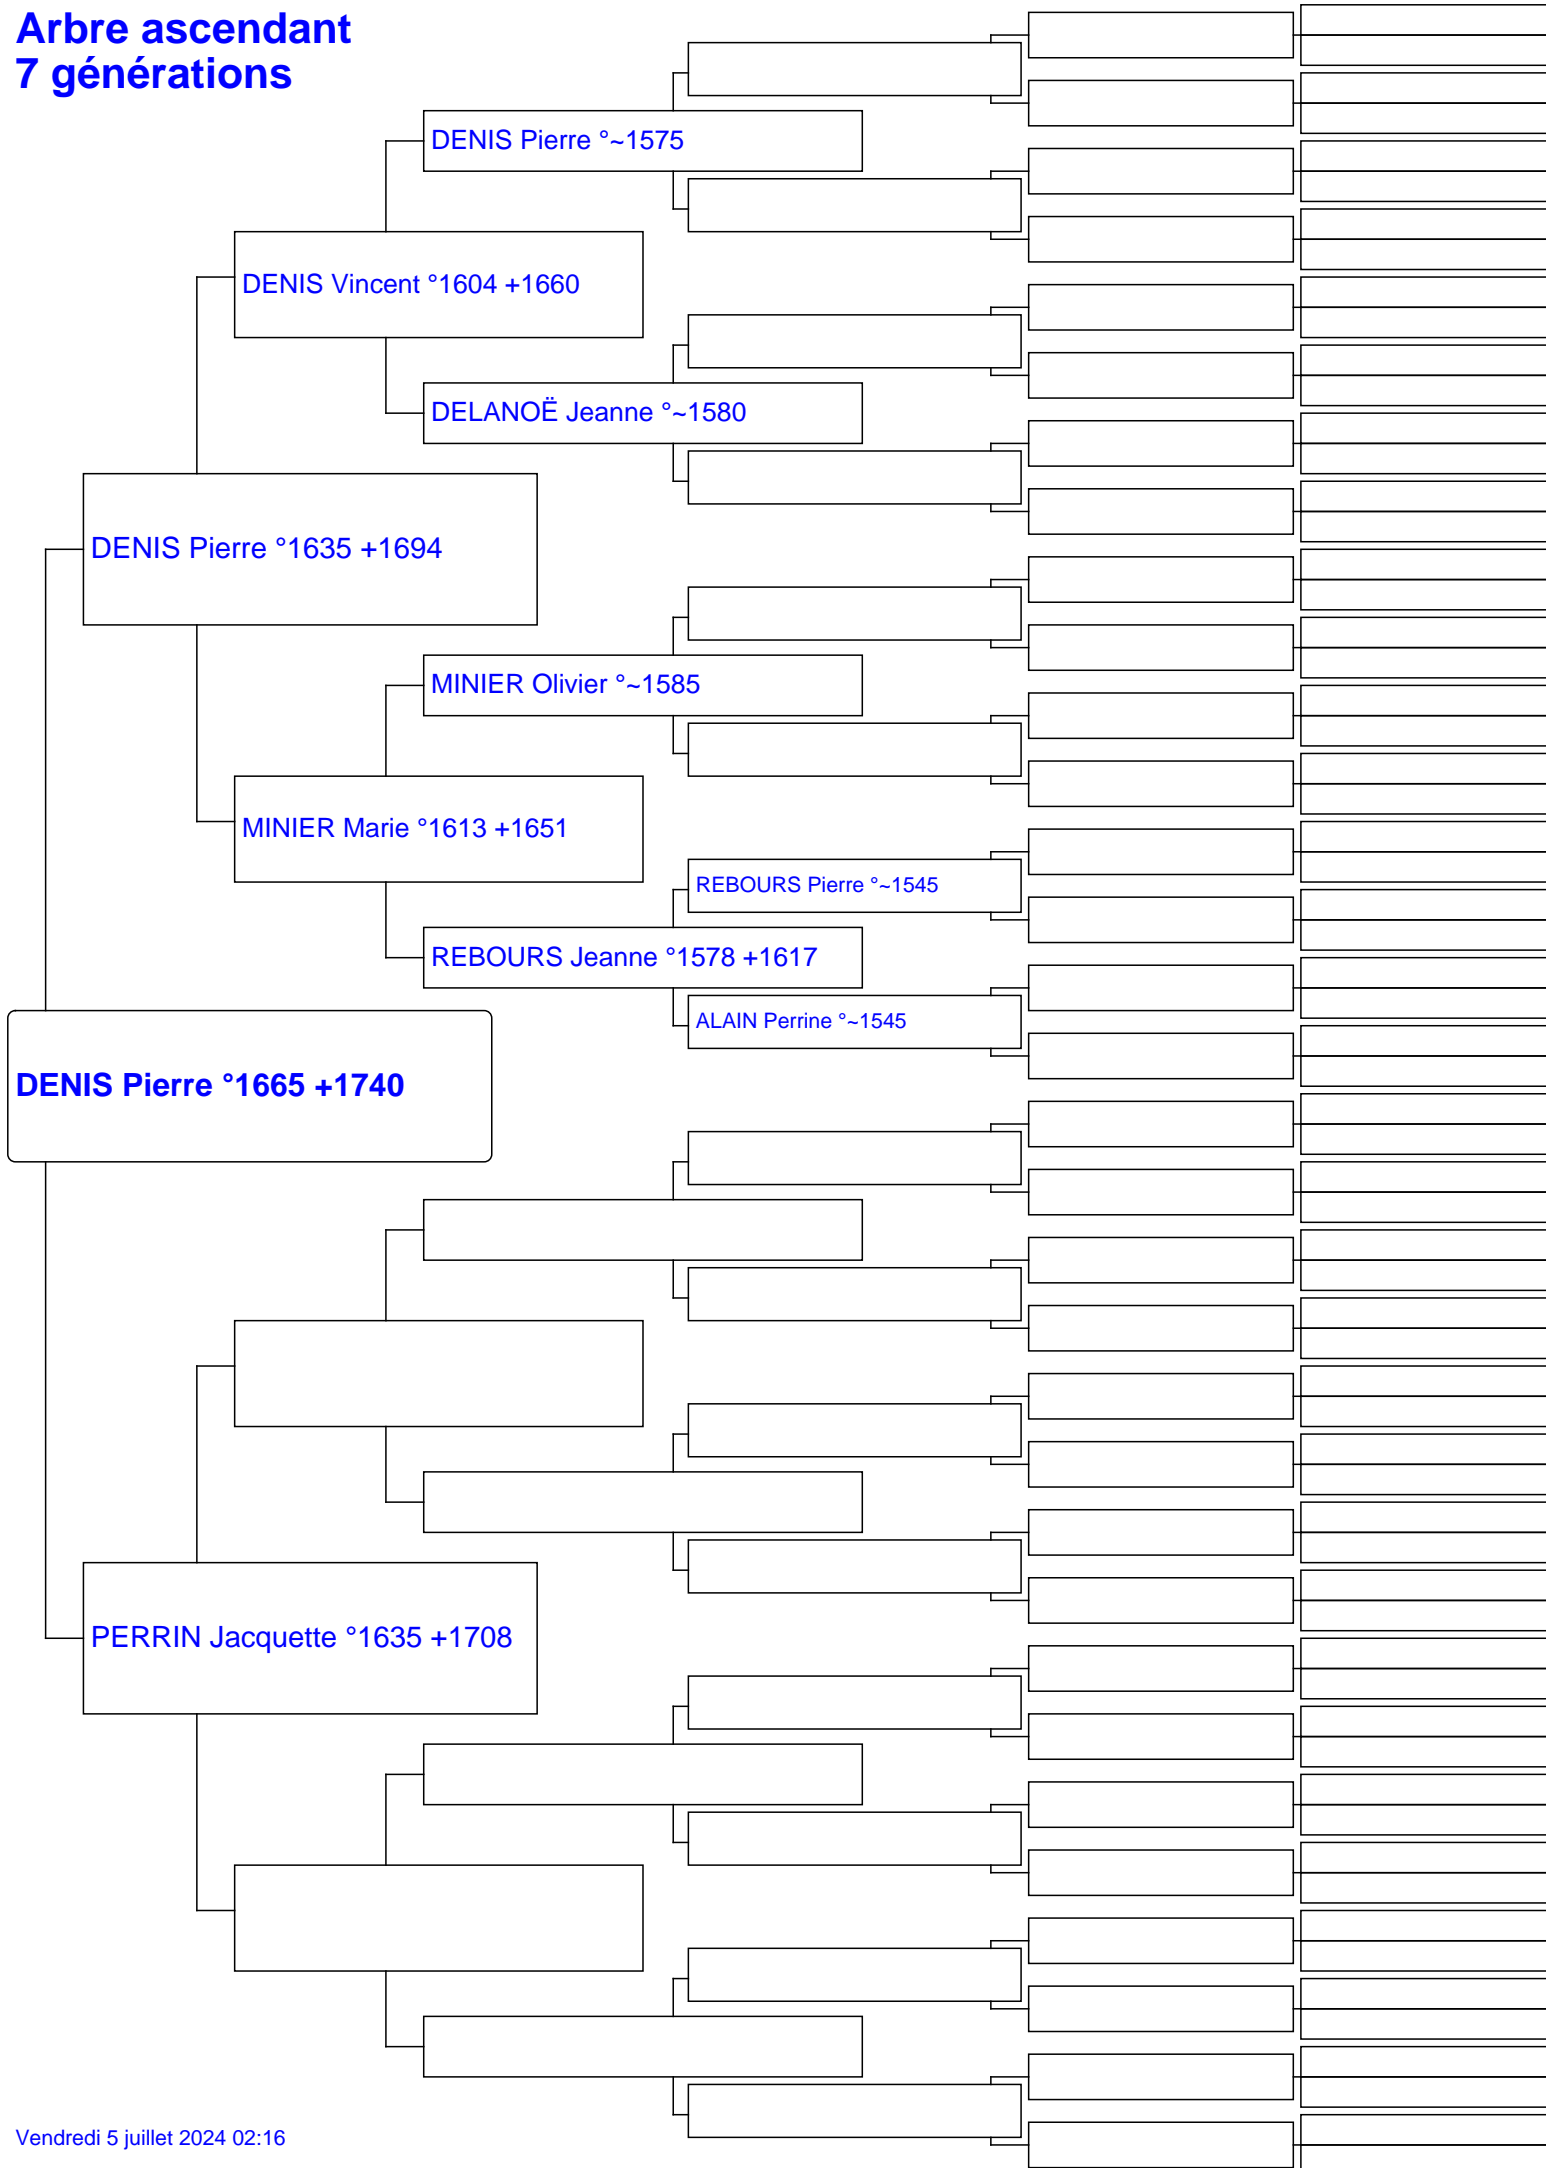 Arbre ascendant
7 générations
DENIS Pierre °~1575
DENIS Vincent °1604 +1660
DELANOË Jeanne °~1580
DENIS Pierre °1635 +1694
MINIER Olivier °~1585
MINIER Marie °1613 +1651
REBOURS Pierre °~1545
REBOURS Jeanne °1578 +1617
ALAIN Perrine °~1545
DENIS Pierre °1665 +1740
PERRIN Jacquette °1635 +1708
Vendredi 5 juillet 2024 02:16